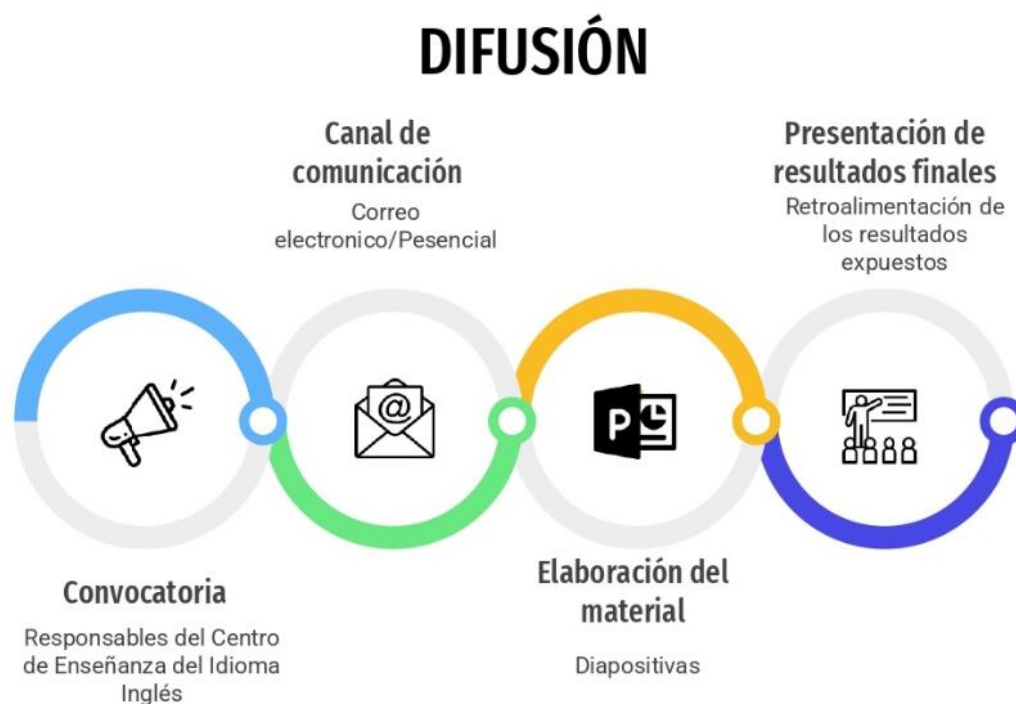 DIFUSIÓN
Convocatoria
Responsables del Centro
de Enseñanza del Idioma
Inglés
Canal de
comunicación
Correo
electronico/Pesencial
@
P
Elaboración del
material
Diapositivas
Presentación de
resultados finales
Retroalimentación de
los resultados
expuestos